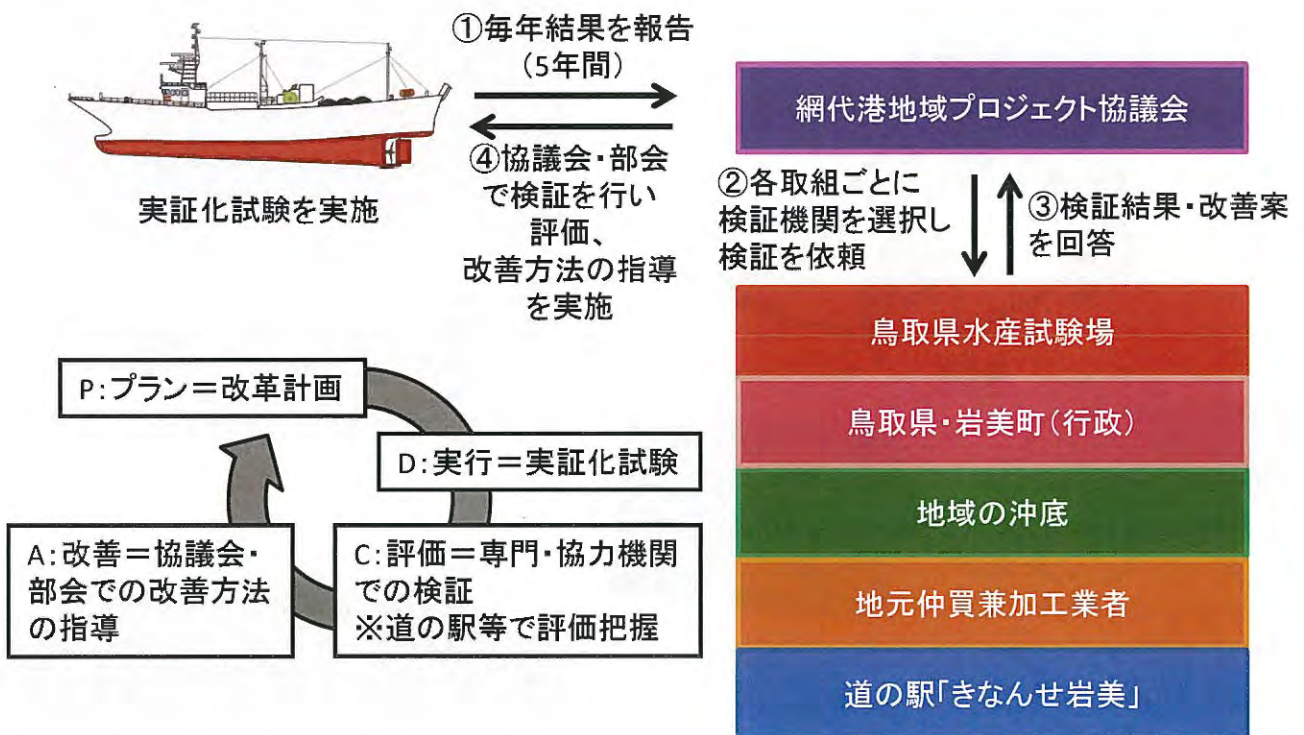 ①毎年結果を報告
(5年間)
網代港地域プロジェクト協議会
④協議会・部会
で検証を行い
評価、
改善方法の指導
を実施
実証化試験を実施
②各取組ごとに
検証機関を選択し
検証を依頼
③検証結果・改善案
を回答
鳥取県水産試験場
鳥取県・岩美町(行政)
地域の沖底
地元仲買兼加工業者
道の駅「きなんせ岩美」
P:プラン=改革計画
D:実行=実証化試験
C:評価=専門・協力機関
での検証
※道の駅等で評価把握
A:改善=協議会・
部会での改善方法
の指導